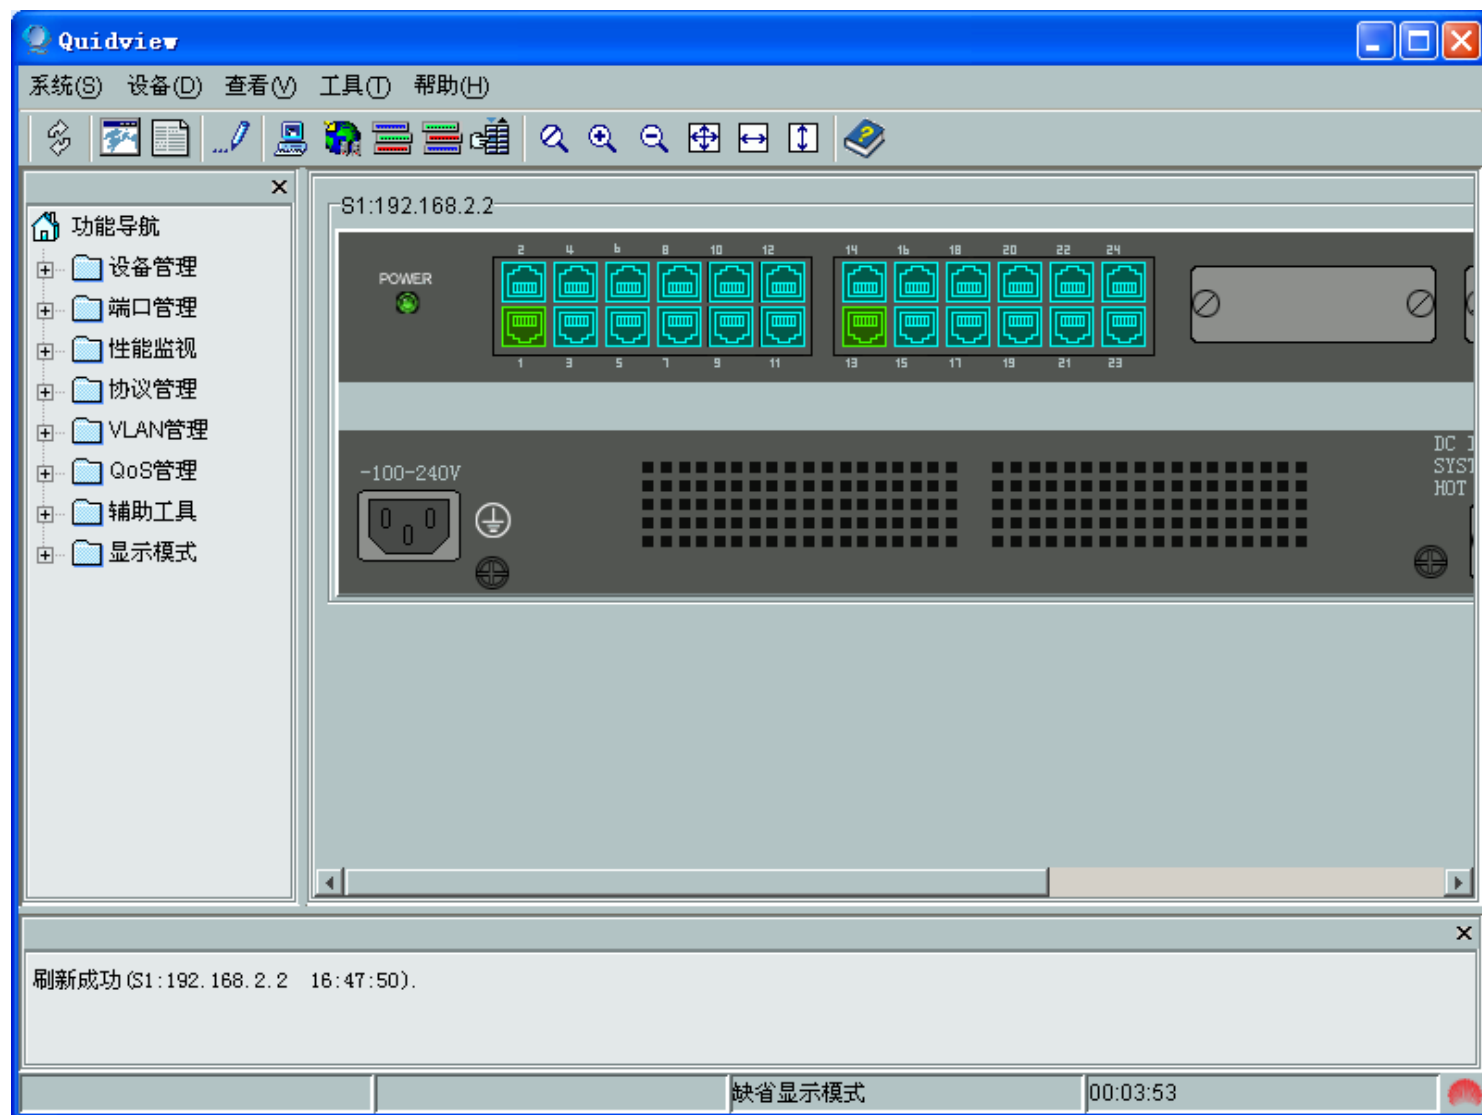 Quidview
系统(S) 设备(D) 查看(V) 工具(T) 帮助(H)
功能导航
设备管理
端口管理
性能监视
协议管理
VLAN管理
QoS管理
辅助工具
显示模式
S1:192.168.2.2
2 4 6 8 10 12 14 16 18 20 22 24
POWER
1 3 5 7 9 11 13 15 17 19 21 23
~100-240V
DC
HOT
刷新成功(S1:192.168.2.2 16:47:50).
缺省显示模式 00:03:53